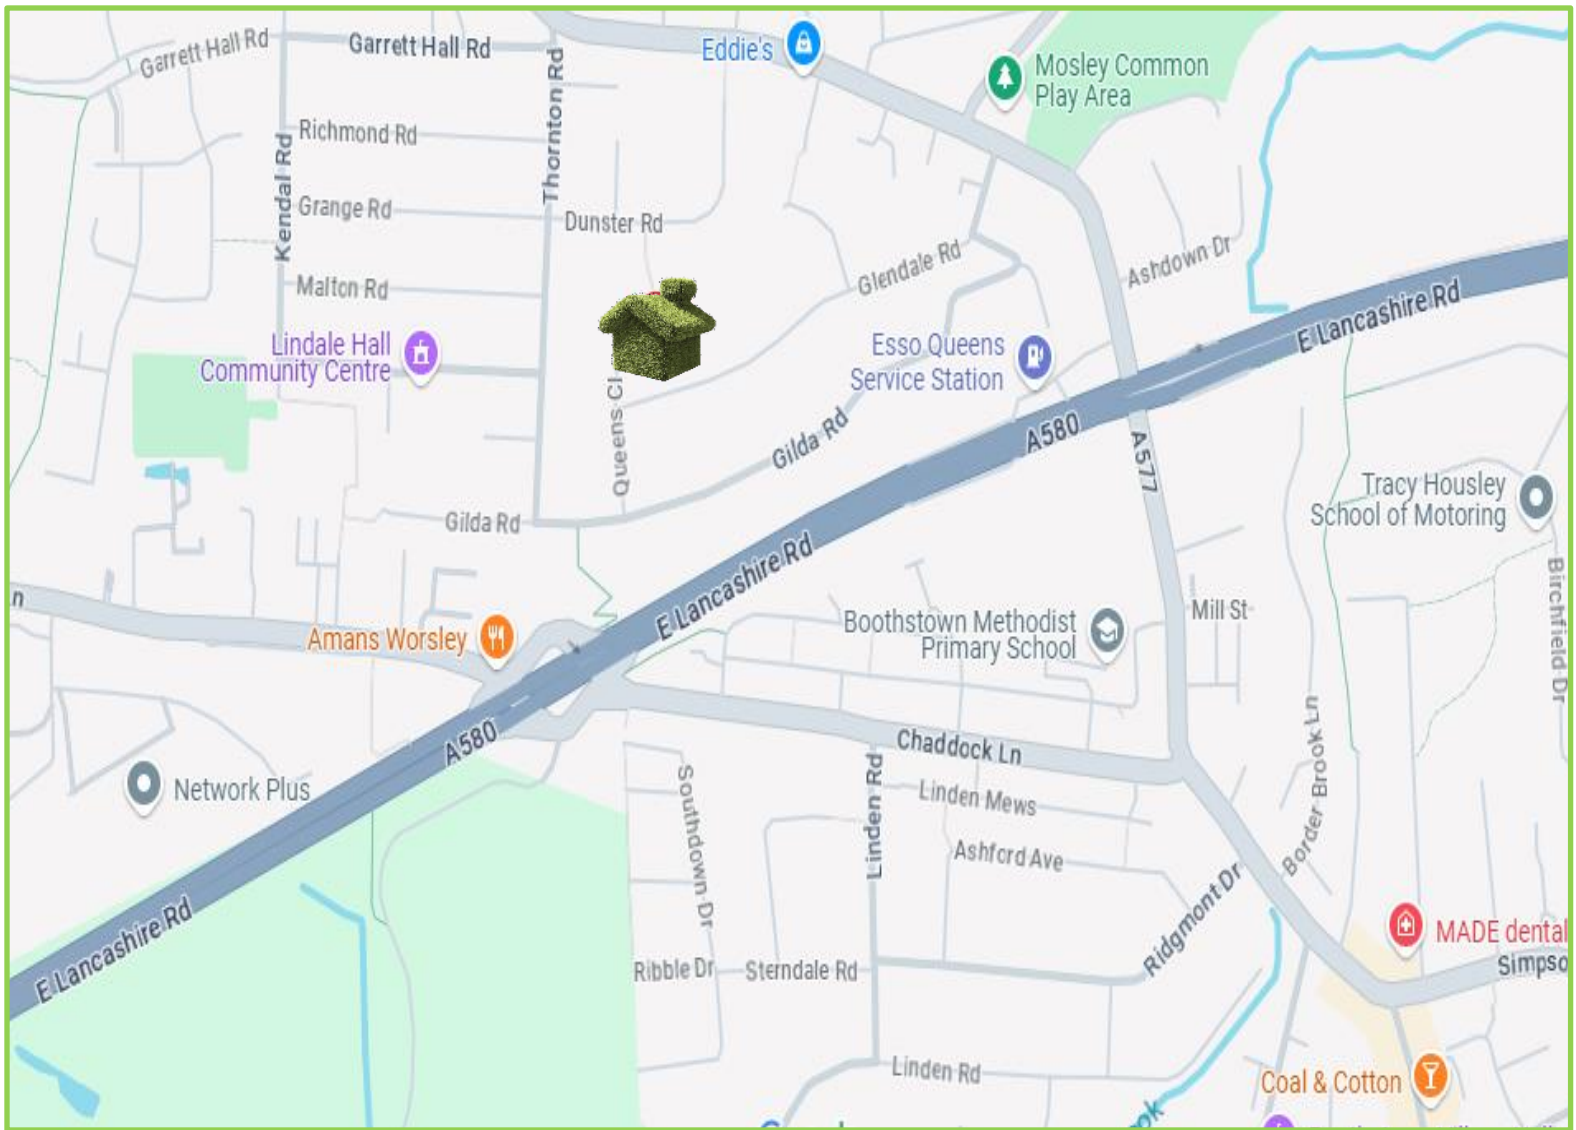 Garrett Hall Rd
Garrett Hall Rd
Eddie's
Mosley Common
Play Area
Thornton Rd
Richmond Rd
Kendal Rd
Grange Rd
Dunster Rd
Malton Rd
Glendale Rd
Ashdown Dr
E Lancashire Rd
Lindale Hall
Community Centre
Esso Queens
Service Station
Queens Cl
Gilda Rd
A580
A577
Tracy Housley
School of Motoring
Gilda Rd
E Lancashire Rd
Birchfield Dr
n
Amans Worsley
Boothstown Methodist
Primary School
Mill St
A580
Chaddock Ln
Network Plus
Southdown Dr
Linden Rd
Linden Mews
Border Brook Ln
Ashford Ave
Ridgmont Dr
E Lancashire Rd
MADE dental
Simpso
Ribble Dr
Sterndale Rd
Linden Rd
Coal & Cotton
ok